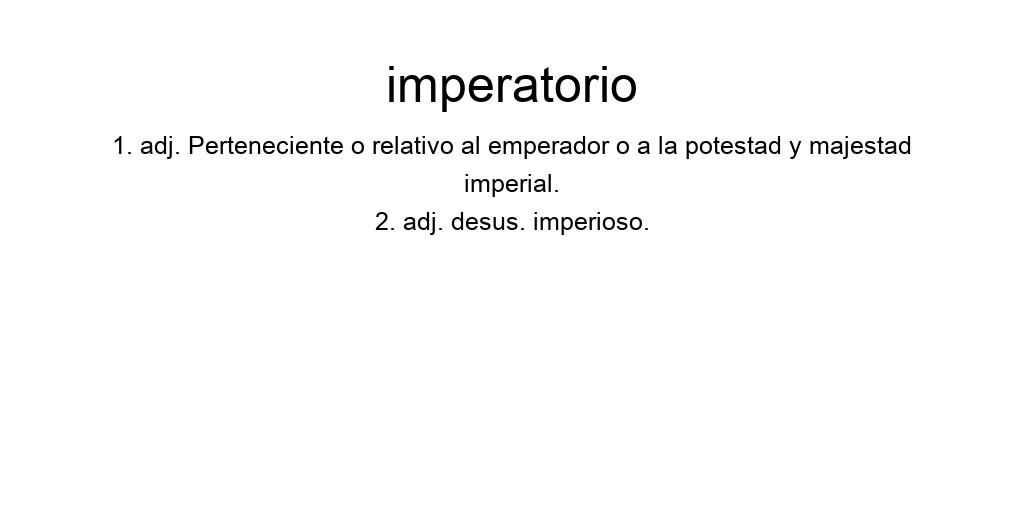 imperatorio
1. adj. Perteneciente o relativo al emperador o a la potestad y majestad
imperial.
2. adj. desus. imperioso.